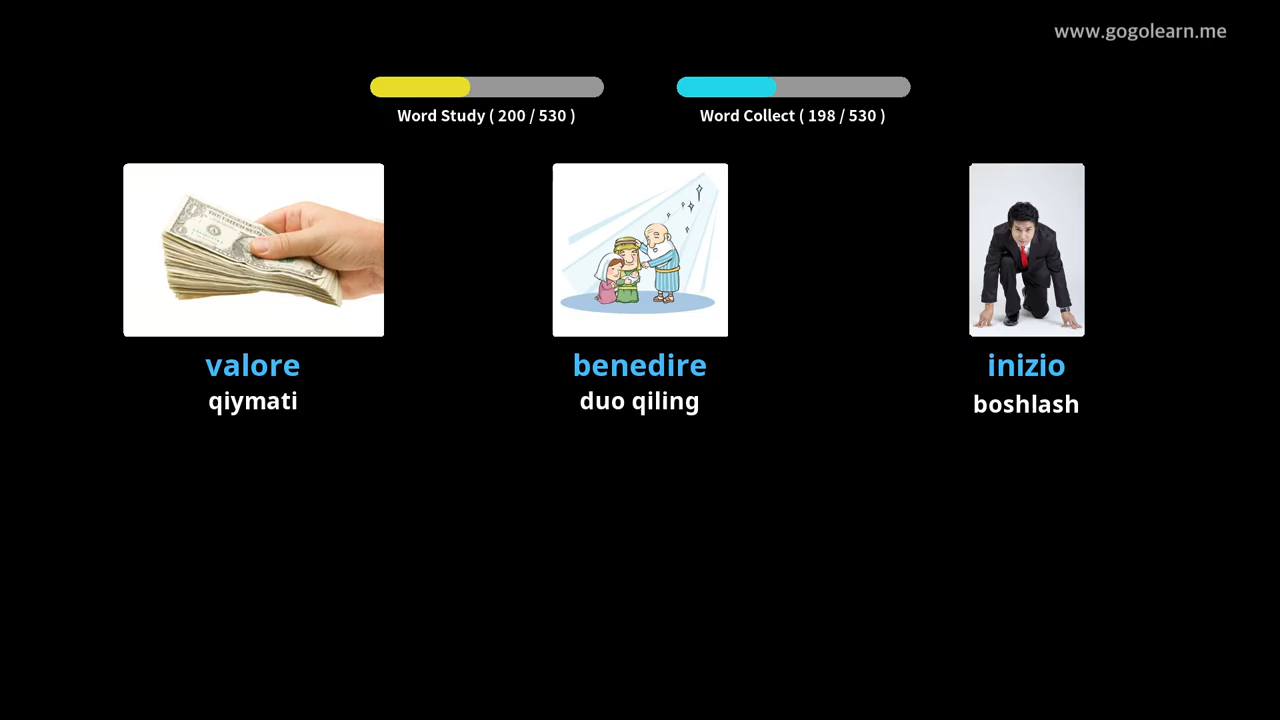 www.gogolearn.me
Word Study ( 200 / 530 )
Word Collect ( 198 / 530 )
valore
benedire
inizio
qiymati
duo qiling
boshlash